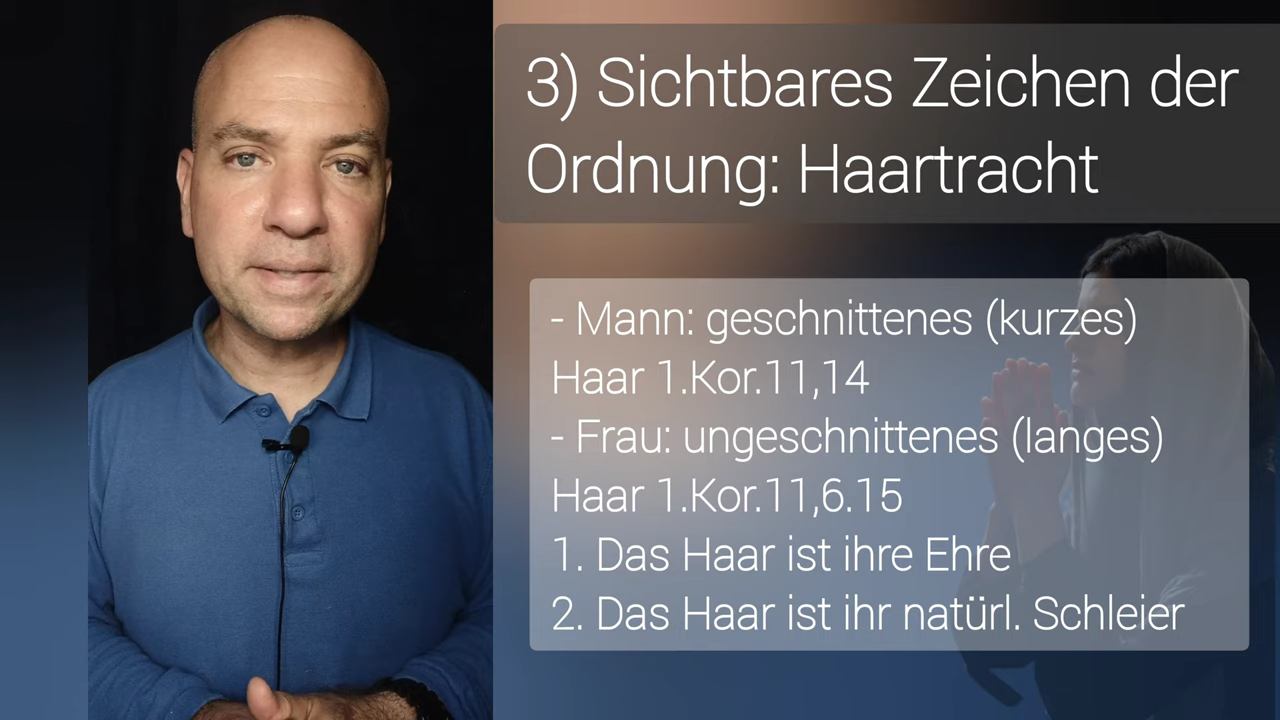 3) Sichtbares Zeichen der
Ordnung: Haartracht
- Mann: geschnittenes (kurzes)
Haar 1.Kor.11,14
- Frau: ungeschnittenes (langes)
Haar 1.Kor.11,6.15
1. Das Haar ist ihre Ehre
2. Das Haar ist ihr natürl. Schleier